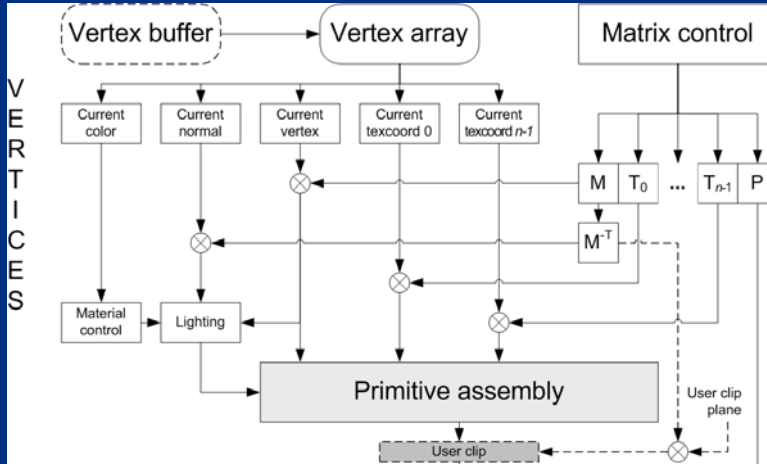 Vertex buffer
Vertex array
Matrix control
VERTICES
Current
color
Current
normal
Current
vertex
Current
texcoord 0
Current
texcoord n-1
M
T0
...
Tn-1
P
M-T
Material
control
Lighting
Primitive assembly
User clip
plane
User clip